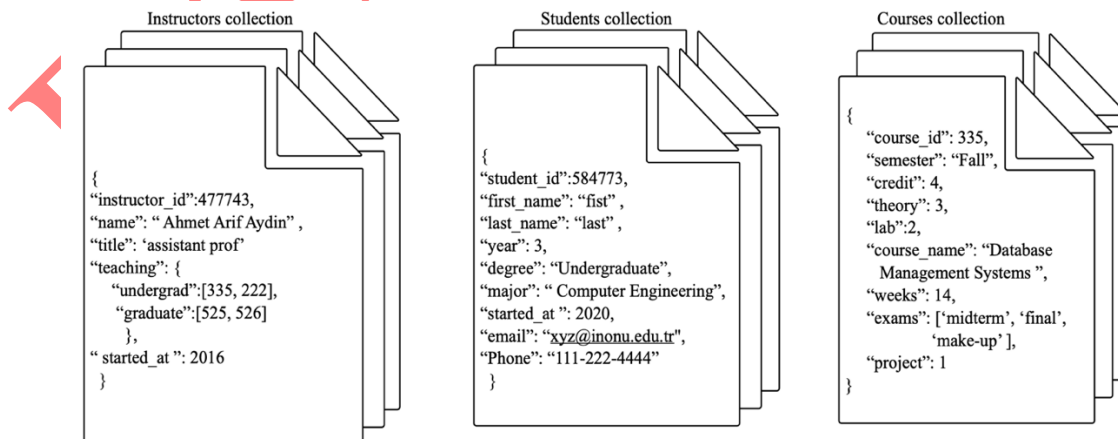 Instructors collection
{
“instructor_id”:477743,
“name”: “ Ahmet Arif Aydin” ,
“title”: ‘assistant prof’
“teaching”: {
“undergrad”:[335, 222],
“graduate”:[525, 526]
},
“ started_at ”: 2016
}
Students collection
{
“student_id”:584773,
“first_name”: “fist” ,
“last_name”: “last” ,
“year”: 3,
“degree”: “Undergraduate”,
“major”: “ Computer Engineering”,
“started_at ”: 2020,
“email”: “xyz@inonu.edu.tr",
“Phone”: “111-222-4444”
}
Courses collection
{
“course_id”: 335,
“semester”: “Fall”,
“credit”: 4,
“theory”: 3,
“lab”:2,
“course_name”: “Database
Management Systems ”,
“weeks”: 14,
“exams”: [‘midterm’, ‘final’,
‘make-up’ ],
“project”: 1
}